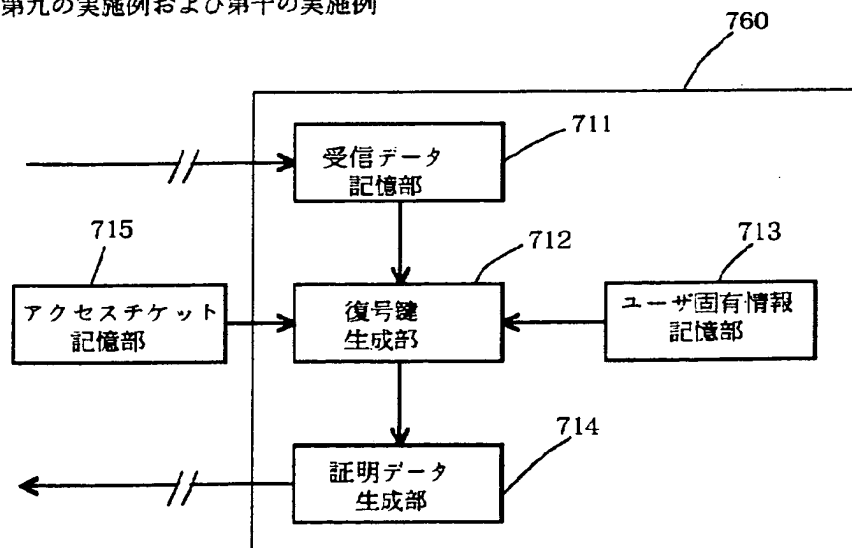 第九の実施例および第十の実施例
760
受信データ
記憶部
711
715
アクセスチケット
記憶部
712
復号鍵
生成部
713
ユーザ固有情報
記憶部
714
証明データ
生成部